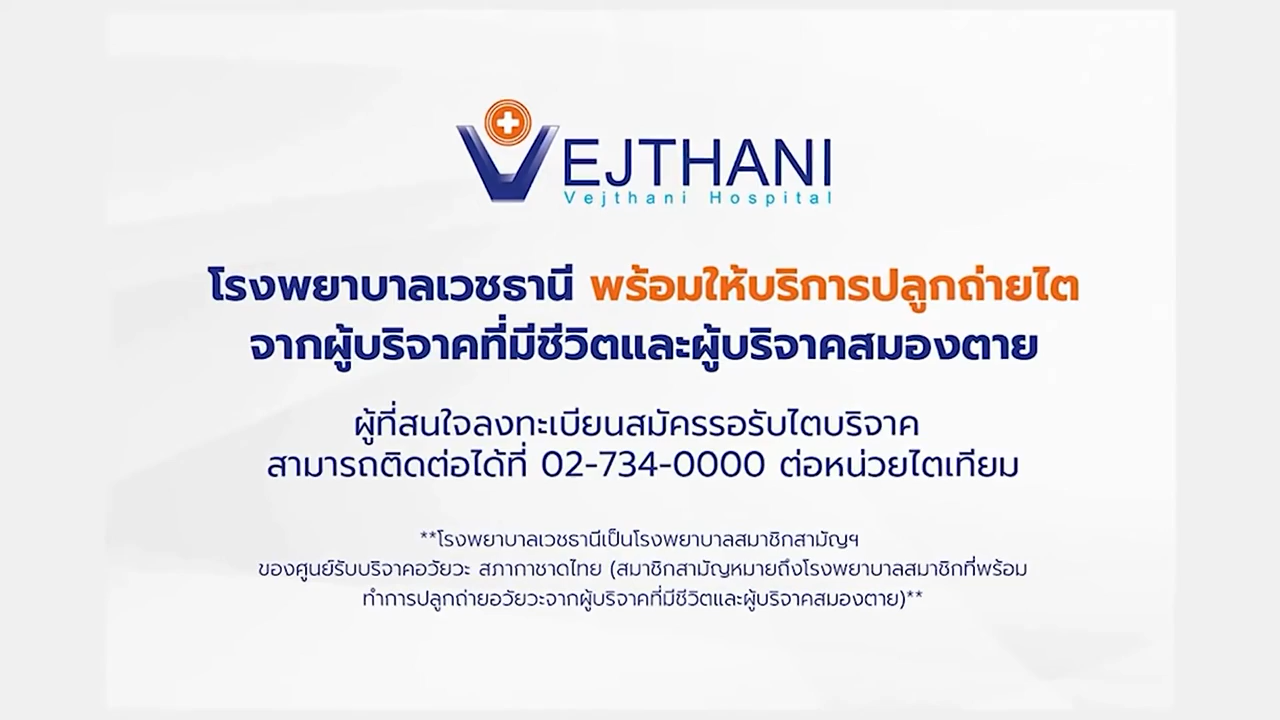 VEJTHANI
Vejthani Hospital
โรงพยาบาลเวชธานี พร้อมให้บริการปลูกถ่ายไต
จากผู้บริจาคที่มีชีวิตและผู้บริจาคสมองตาย
ผู้ที่สนใจลงทะเบียนสมัครรอรับไตบริจาค
สามารถติดต่อได้ที่ 02-734-0000 ต่อหน่วยไตเทียม
**โรงพยาบาลเวชธานีเป็นโรงพยาบาลสมาชิกสามัญฯ
ของศูนย์รับบริจาคอวัยวะ สภากาชาดไทย (สมาชิกสามัญหมายถึงโรงพยาบาลสมาชิกที่พร้อม
ทำการปลูกถ่ายอวัยวะจากผู้บริจาคที่มีชีวิตและผู้บริจาคสมองตาย)**